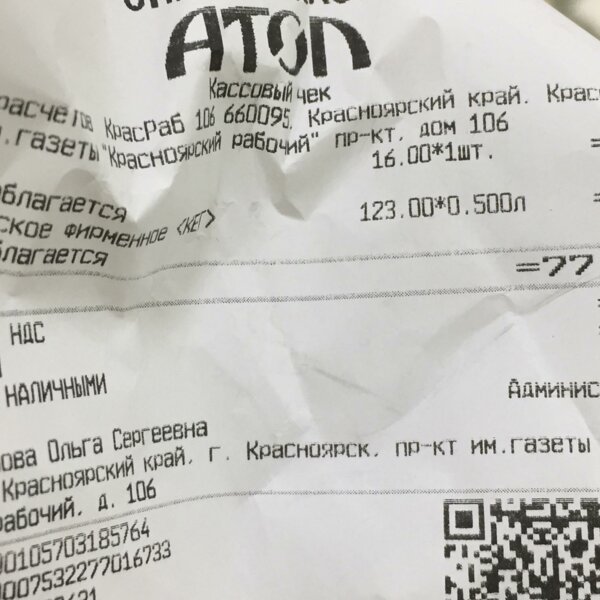 АТОЛ
Кассовый чек
расчетов КрасРаб 106 660095, Красноярский край, Крас
м.газеты "Красноярский рабочий" пр-кт, дом 106
16.00*1шт. =
облагается
123.00*0.500л =
ское фирменное <КЕГ>
лагается
=77
НДС
НАЛИЧНЫМИ
Админис
ова Ольга Сергеевна
Красноярский край, г. Красноярск, пр-кт им.газеты
рабочий, д. 106
00105703185764
0007532277016733